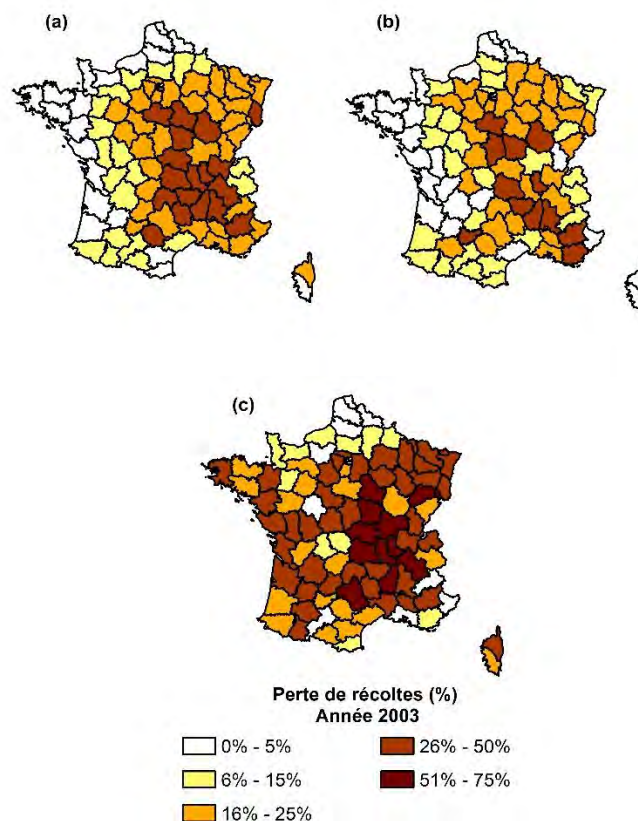 (a)
(b)
(c)
Perte de récoltes (%)
Année 2003
0% - 5%
26% - 50%
6% - 15%
51% - 75%
16% - 25%